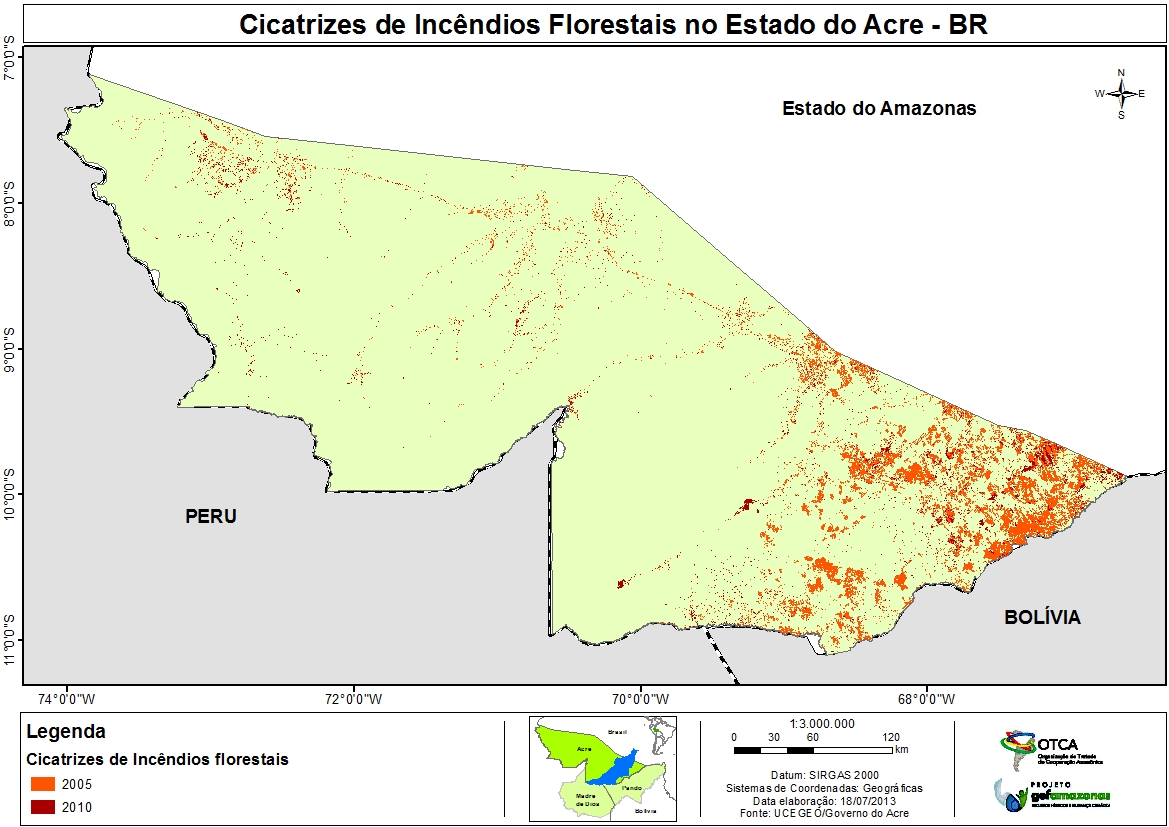 Cicatrizes de Incêndios Florestais no Estado do Acre - BR
7°0'0"S
8°0'0"S
9°0'0"S
10°0'0"S
11°0'0"S
Estado do Amazonas
N
W E
S
PERU
BOLÍVIA
74°0'0"W 72°0'0"W 70°0'0"W 68°0'0"W
Legenda
Cicatrizes de Incêndios florestais
2005
2010
Brasil
Acre
Pando
Madre
de Dios
Bolívia
1:3.000.000
0 30 60 120
km
Datum: SIRGAS 2000
Sistemas de Coordenadas: Geográficas
Data elaboração: 18/07/2013
Fonte: UCEGEO/Governo do Acre
OTCA
Organização do Tratado
de Cooperação Amazônica
PROJETO
gefamazonas